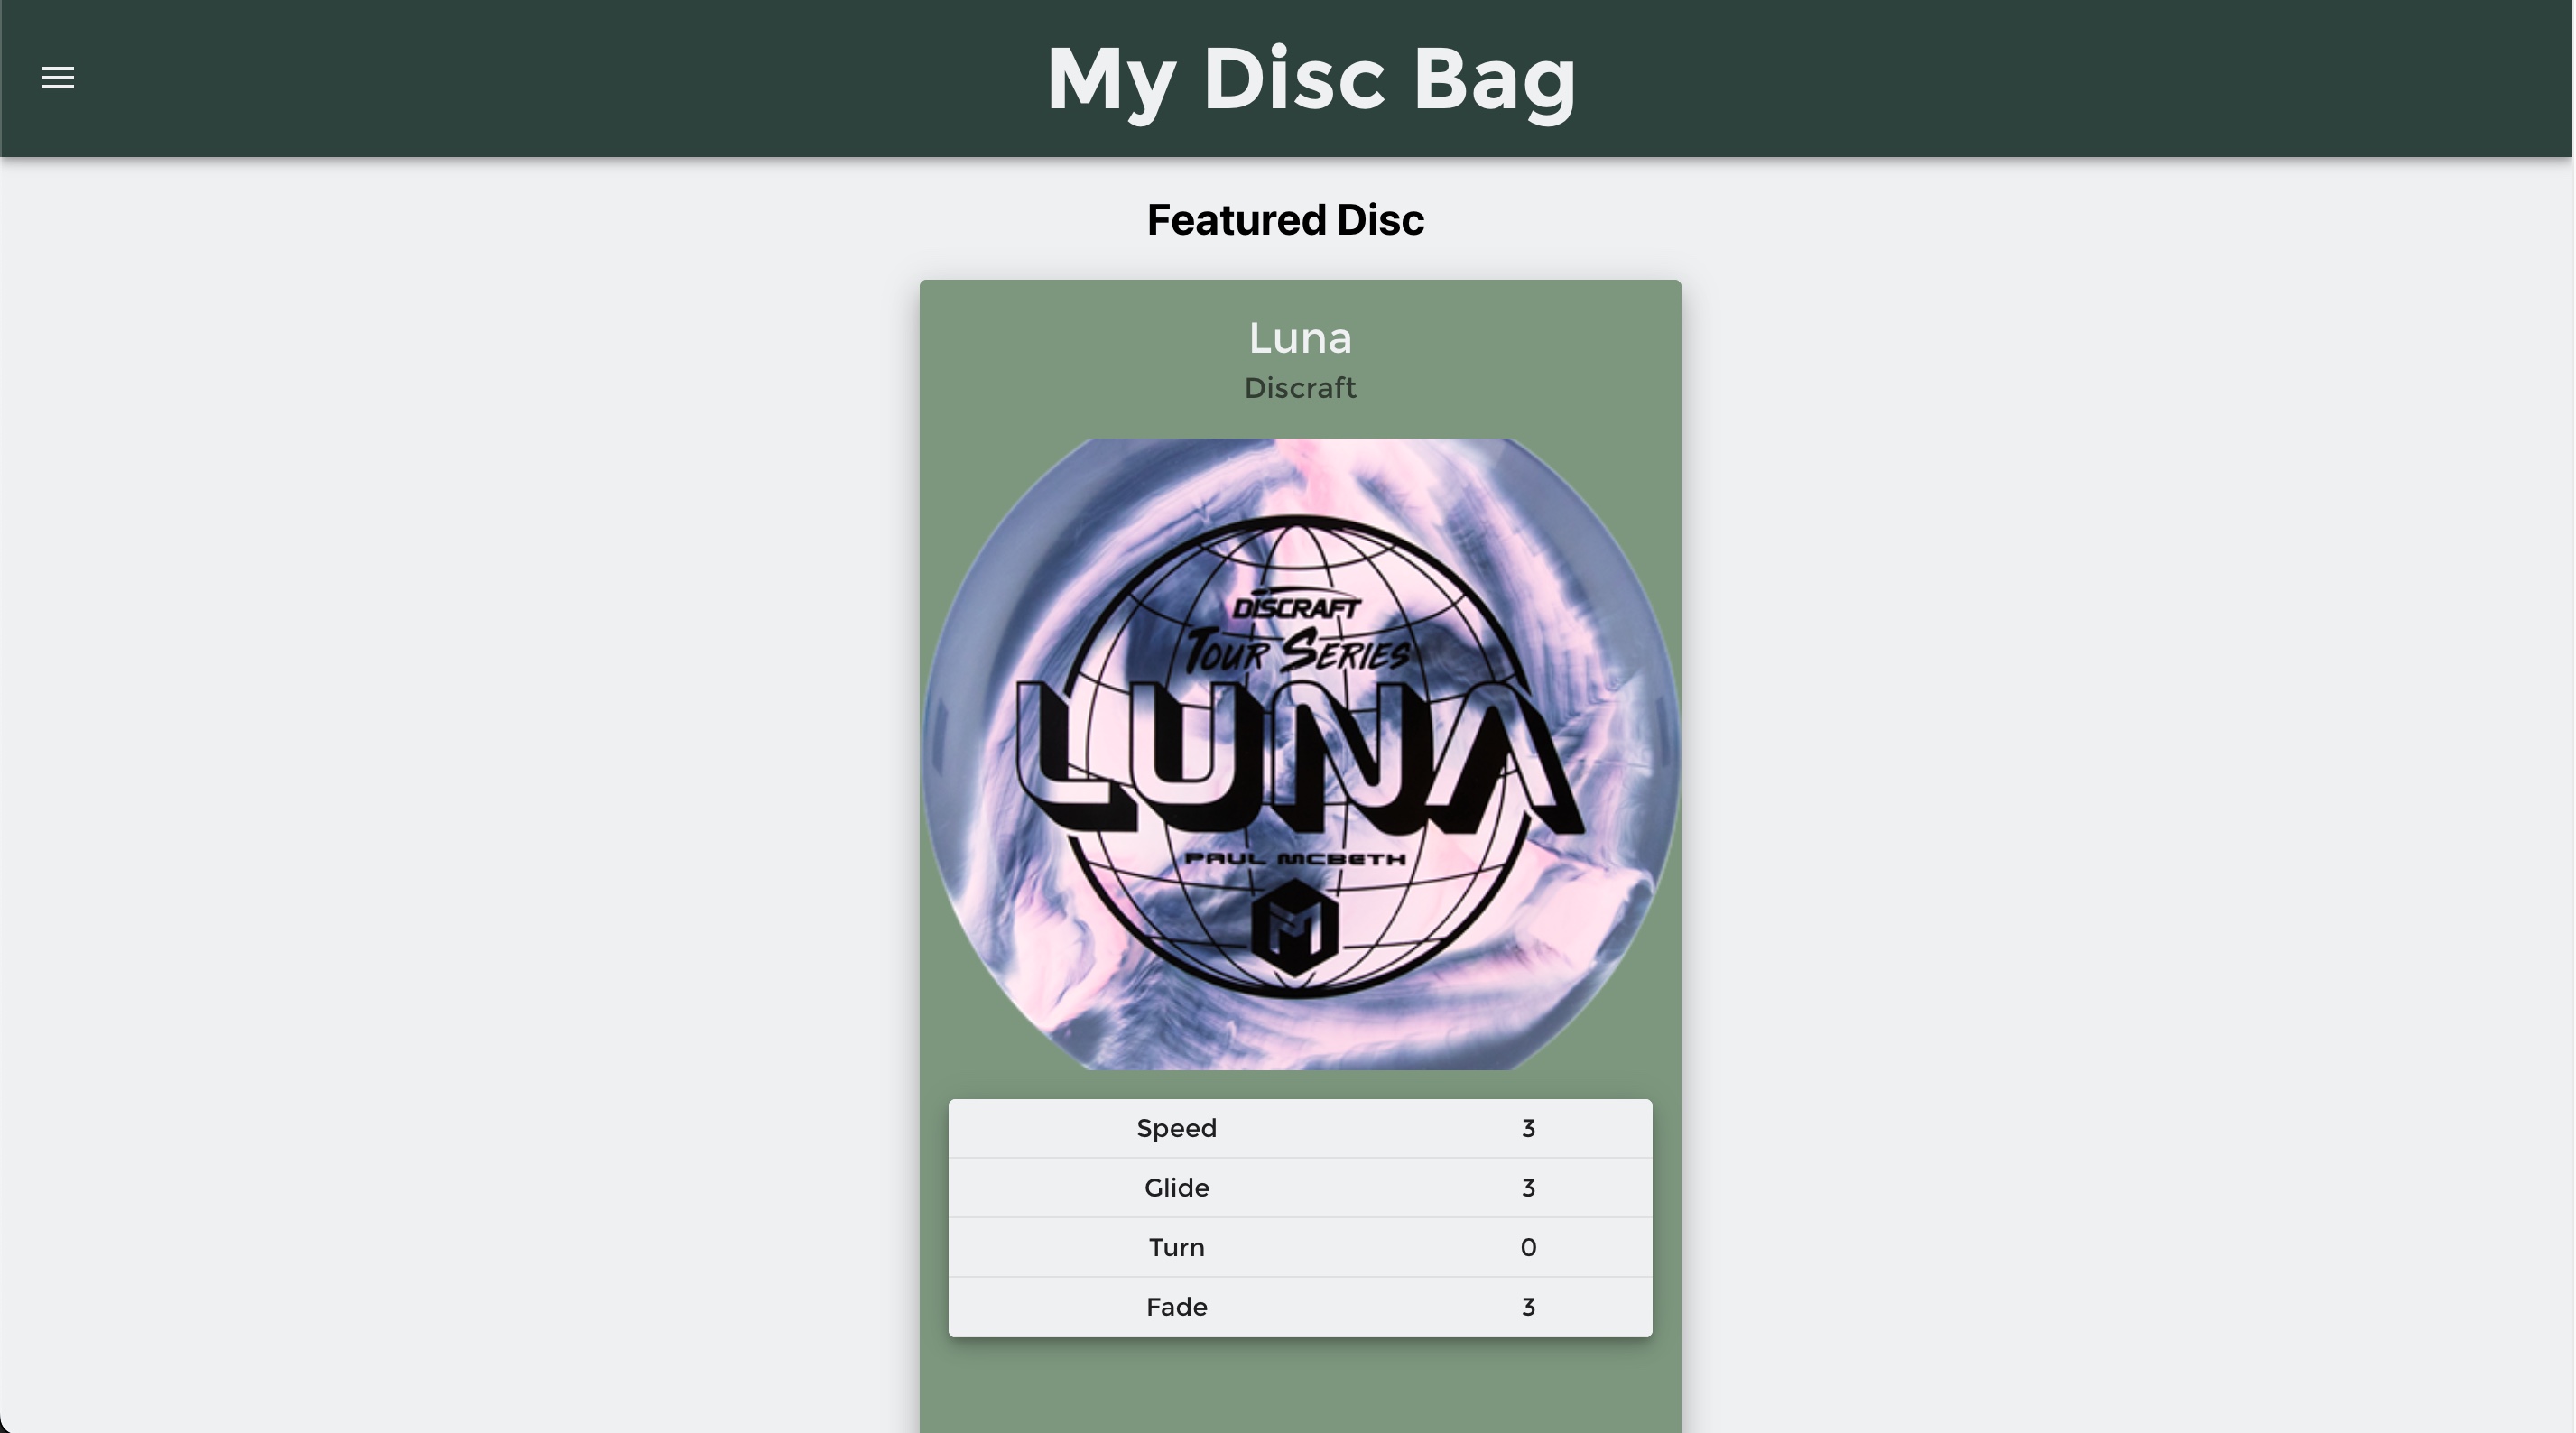 My Disc Bag
Featured Disc
Luna
Discraft
DISCRAFT
TOUR SERIES
LUNA
PAUL MCBETH
M
Speed 3
Glide 3
Turn 0
Fade 3